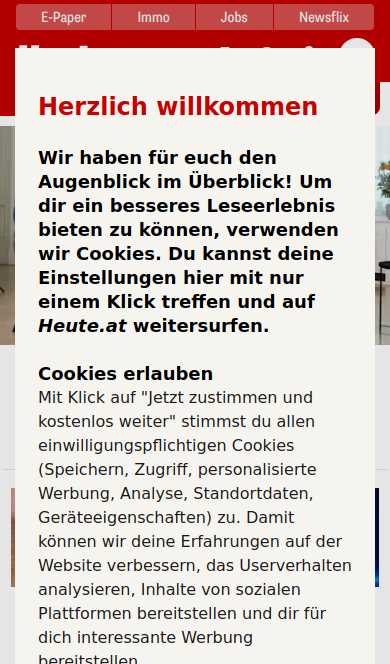 E-Paper Immo Jobs Newsflix
Herzlich willkommen
Wir haben für euch den
Augenblick im Überblick! Um
dir ein besseres Leseerlebnis
bieten zu können, verwenden
wir Cookies. Du kannst deine
Einstellungen hier mit nur
einem Klick treffen und auf
Heute.at weitersurfen.
Cookies erlauben
Mit Klick auf "Jetzt zustimmen und
kostenlos weiter" stimmst du allen
einwilligungspflichtigen Cookies
(Speichern, Zugriff, personalisierte
Werbung, Analyse, Standortdaten,
Geräteeigenschaften) zu. Damit
können wir deine Erfahrungen auf der
Website verbessern, das Userverhalten
analysieren, Inhalte von sozialen
Plattformen bereitstellen und dir für
dich interessante Werbung
bereitstellen